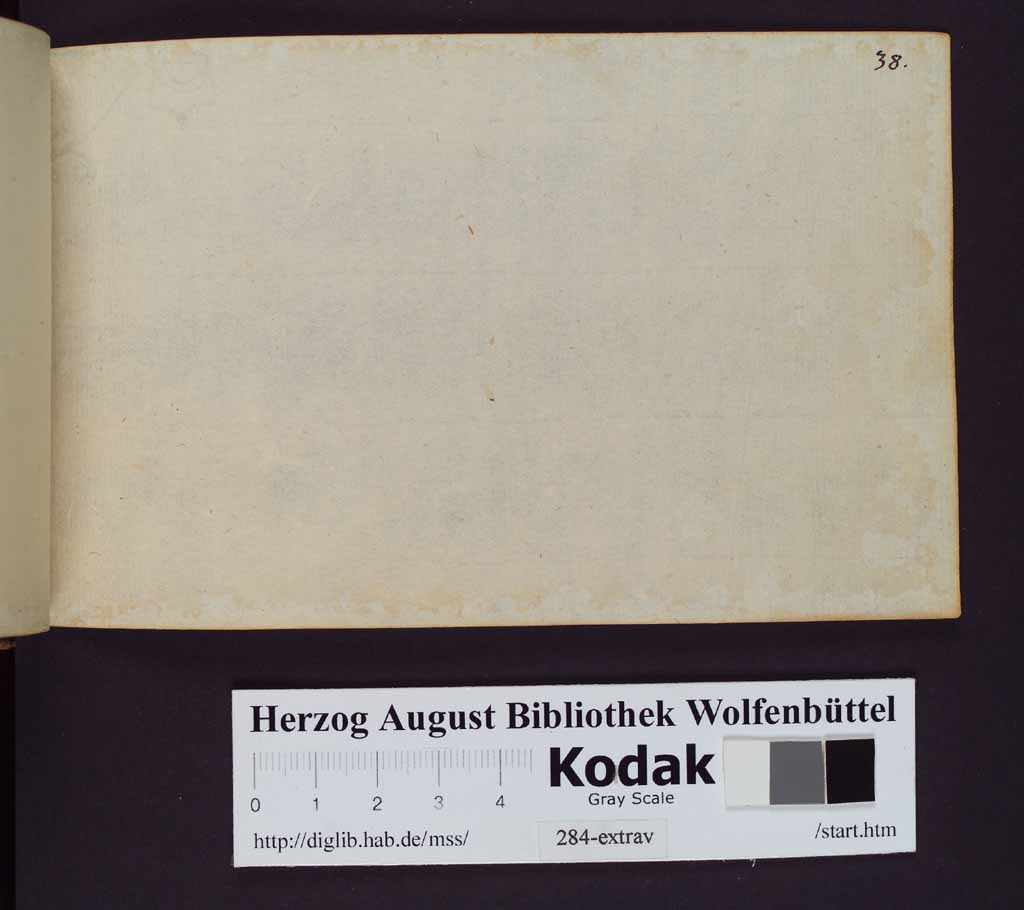 38.
Herzog August Bibliothek Wolfenbüttel
Kodak
Gray Scale
0 1 2 3 4
http://diglib.hab.de/mss/ 284-extrav /start.htm